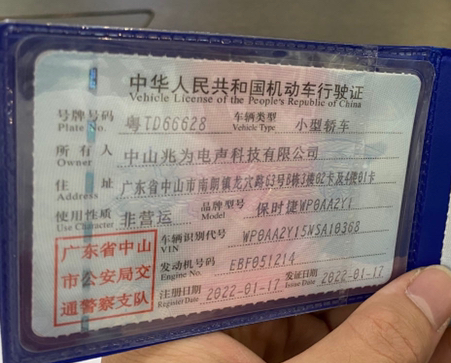 中华人民共和国机动车行驶证
Vehicle License of the People's Republic of China
号牌号码 粤TD66628 车辆类型 小型轿车
Plate No. Vehicle Type
所有人 中山兆为电声科技有限公司
Owner
住址 广东省中山市南朗镇龙穴路53号B栋3楼02卡及4楼01卡
Address
使用性质 非营运 品牌型号 保时捷WP0AA2Y1
Use Character Model
广东省中山
市公安局交
通警察支队
车辆识别代号 WP0AA2Y15NSA10368
VIN
发动机号码 EBF051214
Engine No.
注册日期 2022-01-17 发证日期 2022-01-17
Register Date Issue Date